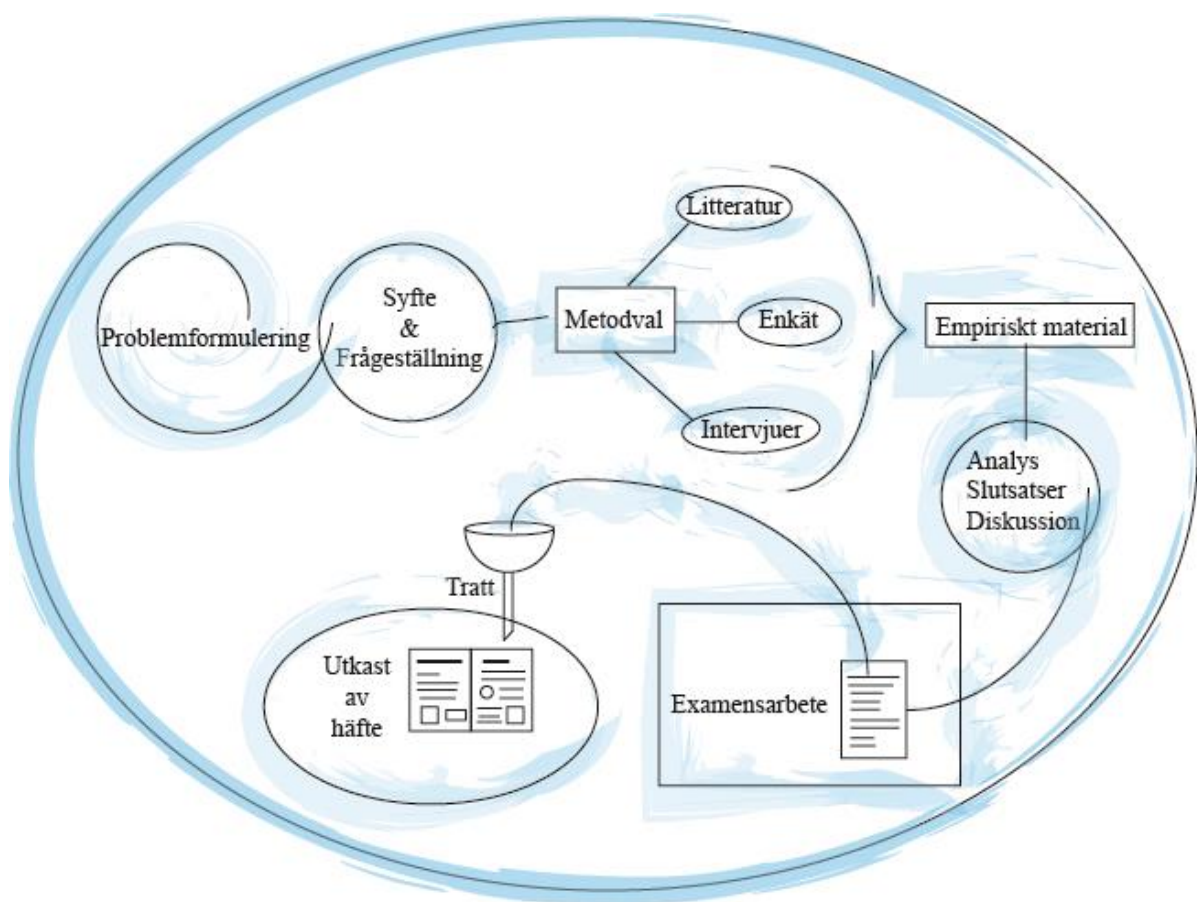 Problemformulering
Syfte
&
Frågeställning
Metodval
Litteratur
Enkät
Intervjuer
Empiriskt material
Analys
Slutsatser
Diskussion
Examensarbete
Tratt
Utkast
av
häfte